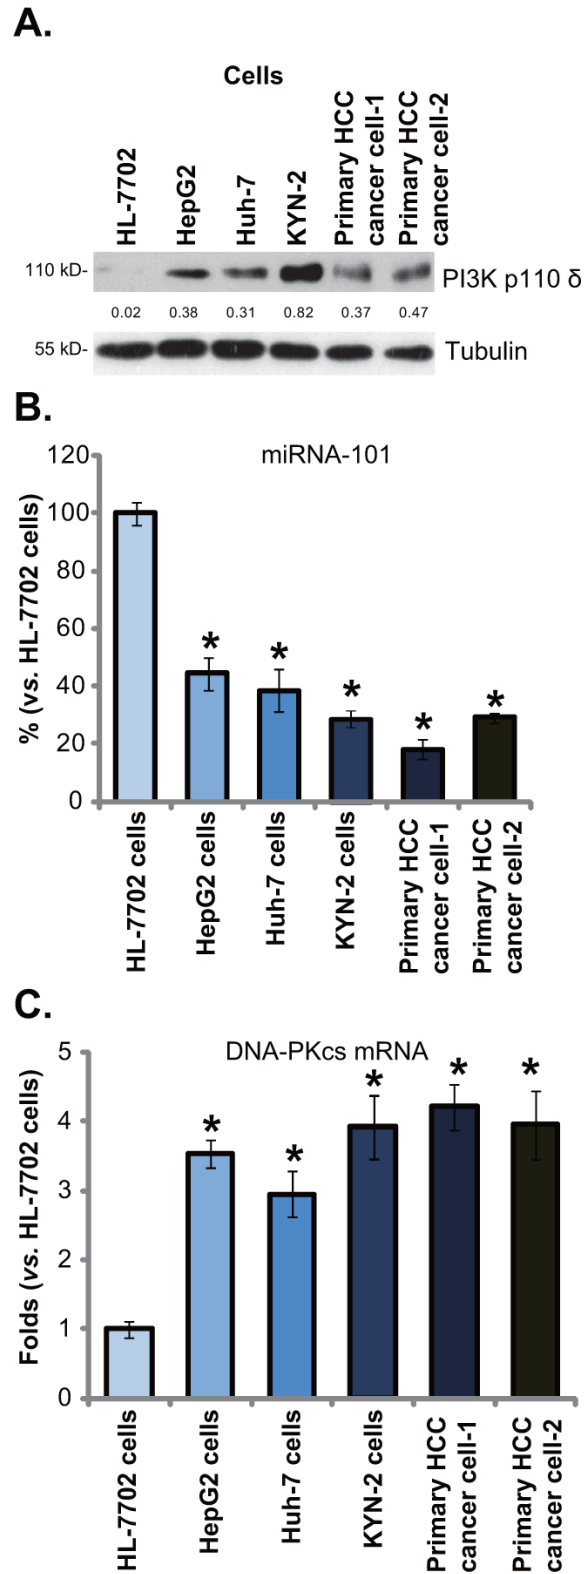 A.
Cells
HL-7702
HepG2
Huh-7
KYN-2
Primary HCC
cancer cell-1
Primary HCC
cancer cell-2
110 kD-
PI3K p110 δ
0.02 0.38 0.31 0.82 0.37 0.47
55 kD-
Tubulin
B.
miRNA-101
% (vs. HL-7702 cells)
120
100
80
60
40
20
0
* * * * *
HL-7702 cells
HepG2 cells
Huh-7 cells
KYN-2 cells
Primary HCC
cancer cell-1
Primary HCC
cancer cell-2
C.
DNA-PKcs mRNA
Folds (vs. HL-7702 cells)
5
4
3
2
1
0
* * * * *
HL-7702 cells
HepG2 cells
Huh-7 cells
KYN-2 cells
Primary HCC
cancer cell-1
Primary HCC
cancer cell-2